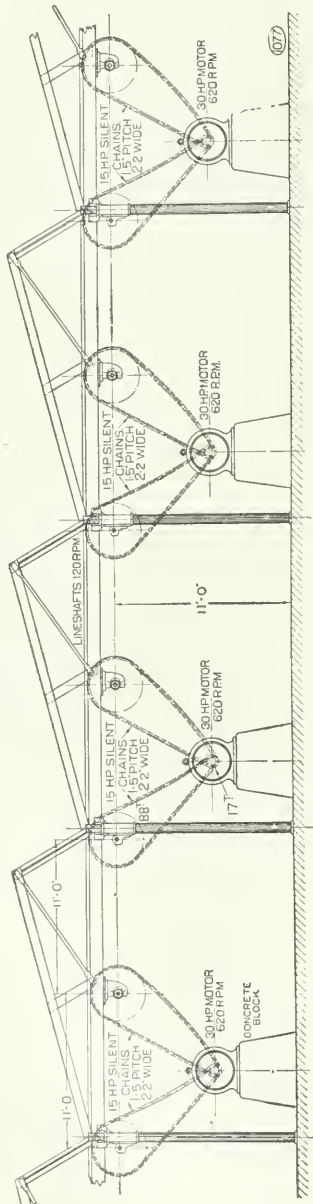 11'-0"
11'-0"
15 HP SILENT
CHAINS
1·5" PITCH
2·2" WIDE
30 HP MOTOR
620 RPM
CONCRETE
BLOCK
15 HP SILENT
CHAINS
1·5" PITCH
2·2" WIDE
88T
30 HP MOTOR
620 RPM
17T
LINESHAFTS 120 RPM
11'-0"
15 HP SILENT
CHAINS
1·5" PITCH
2·2" WIDE
30 HP MOTOR
620 R.P.M.
15 HP SILENT
CHAINS
1·5" PITCH
2·2" WIDE
30 HP MOTOR
620 RPM
1077